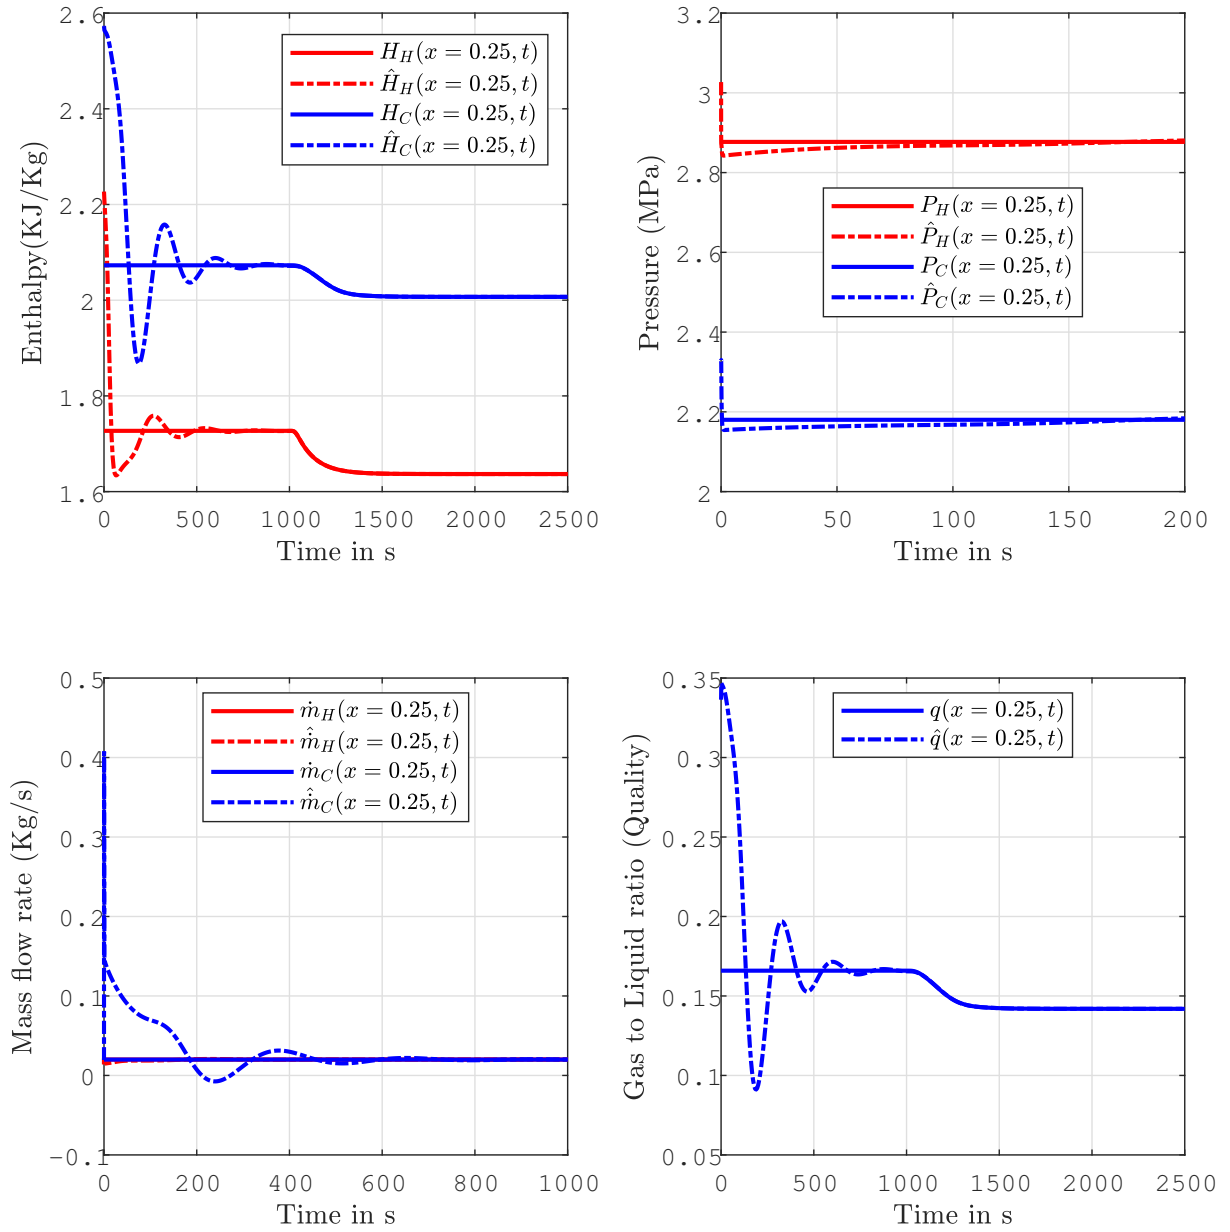 2.6
2.4
2.2
2
1.8
1.6
Enthalpy(KJ/Kg)
H_H(x = 0.25, t)
Ĥ_H(x = 0.25, t)
H_C(x = 0.25, t)
Ĥ_C(x = 0.25, t)
0 500 1000 1500 2000 2500
Time in s
3.2
3
2.8
2.6
2.4
2.2
2
Pressure (MPa)
P_H(x = 0.25, t)
P̂_H(x = 0.25, t)
P_C(x = 0.25, t)
P̂_C(x = 0.25, t)
0 50 100 150 200
Time in s
0.5
0.4
0.3
0.2
0.1
0
-0.1
Mass flow rate (Kg/s)
ṁ_H(x = 0.25, t)
ṁ̂_H(x = 0.25, t)
ṁ_C(x = 0.25, t)
ṁ̂_C(x = 0.25, t)
0 200 400 600 800 1000
Time in s
0.35
0.3
0.25
0.2
0.15
0.1
0.05
Gas to Liquid ratio (Quality)
q(x = 0.25, t)
q̂(x = 0.25, t)
0 500 1000 1500 2000 2500
Time in s